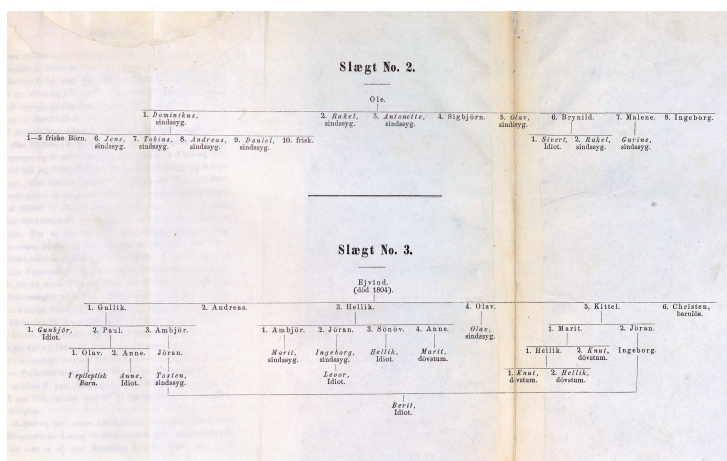 Slægt No. 2.
Ole.
1. Dominikus, 2. Rakel, 3. Antonette, 4. Sigbjörn. 5. Olav, 6. Brynild. 7. Malene. 8. Ingeborg.
sindssyg. sindssyg. sindssyg. sindssyg.
1—5 friske Börn. 6. Jens, 7. Tobias, 8. Andreas, 9. Daniel, 10. frisk. 1. Sivert, 2. Rakel, Gurine,
sindssyg. sindssyg. sindssyg. sindssyg. Idiot. sindssyg. sindssyg.
Slægt No. 3.
Ejvind.
(död 1804).
1. Gullik. 2. Andreas. 3. Hellik. 4. Olav. 5. Kittel. 6. Christen,
barnlös.
1. Gunbjör, 2. Paul. 3. Ambjör. 1. Ambjör. 2. Jöran. 3. Sönöv. 4. Anne. Olav, 1. Marit. 2. Jöran.
Idiot. sindssyg.
1. Olav. 2. Anne. Jöran. Marit, Ingeborg, Hellik, Marit, 1. Hellik. 2. Knut, Ingeborg.
sindssyg. sindssyg. Idiot. dövstum. dövstum.
1 epileptisk Anne, Tosten, Levor, 1. Knut, 2. Hellik,
Barn. Idiot. sindssyg. Idiot. dövstum. dövstum.
Berit,
Idiot.